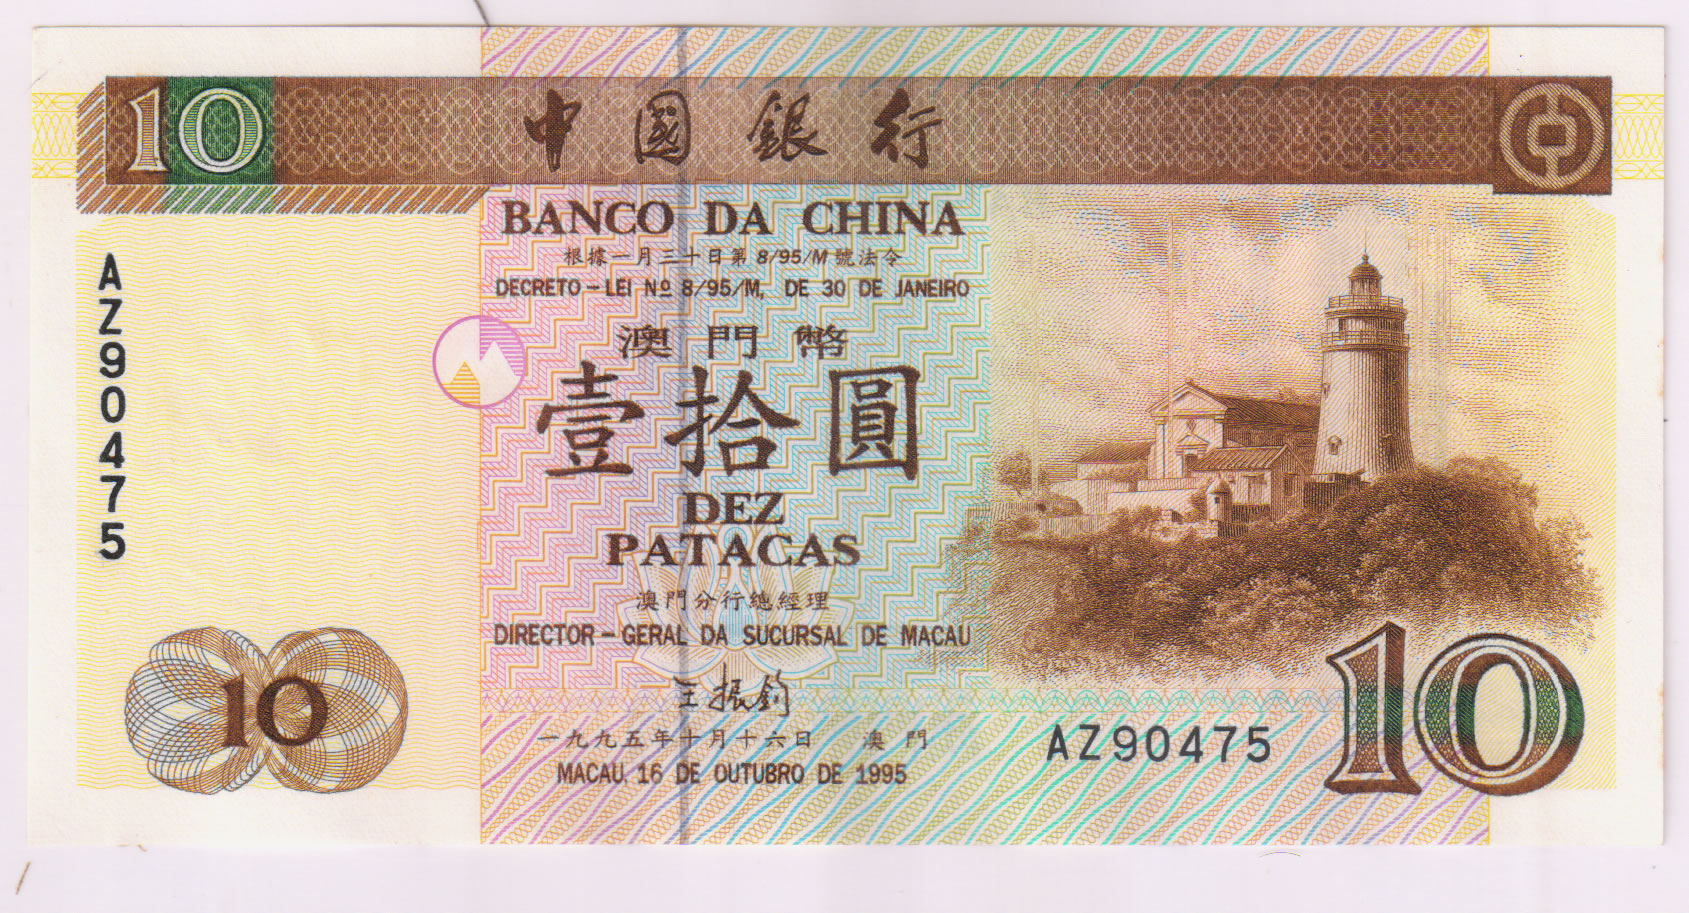 10
中國銀行
BANCO DA CHINA
根據一月三十日第 8/95/M 號法令
DECRETO-LEI Nº 8/95/M, DE 30 DE JANEIRO
AZ90475
澳門幣
壹拾圓
DEZ
PATACAS
澳門分行總經理
DIRECTOR-GERAL DA SUCURSAL DE MACAU
王振鈞
10
一九九五年十月十六日 澳門
MACAU, 16 DE OUTUBRO DE 1995
AZ90475
10